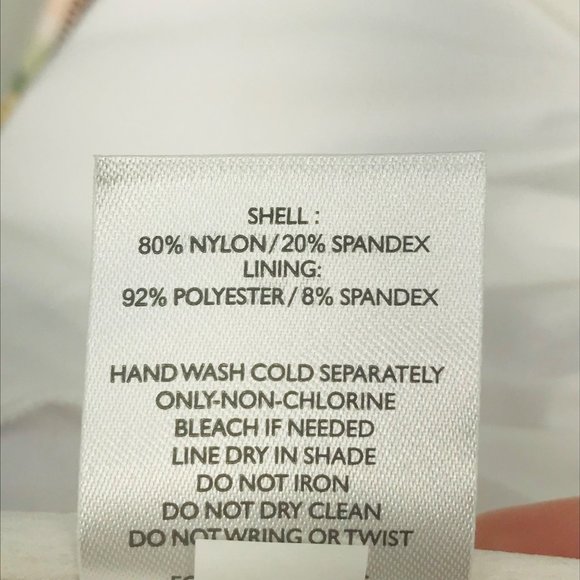 SHELL :
80% NYLON/20% SPANDEX
LINING:
92% POLYESTER/8% SPANDEX
HAND WASH COLD SEPARATELY
ONLY-NON-CHLORINE
BLEACH IF NEEDED
LINE DRY IN SHADE
DO NOT IRON
DO NOT DRY CLEAN
DO NOT WRING OR TWIST